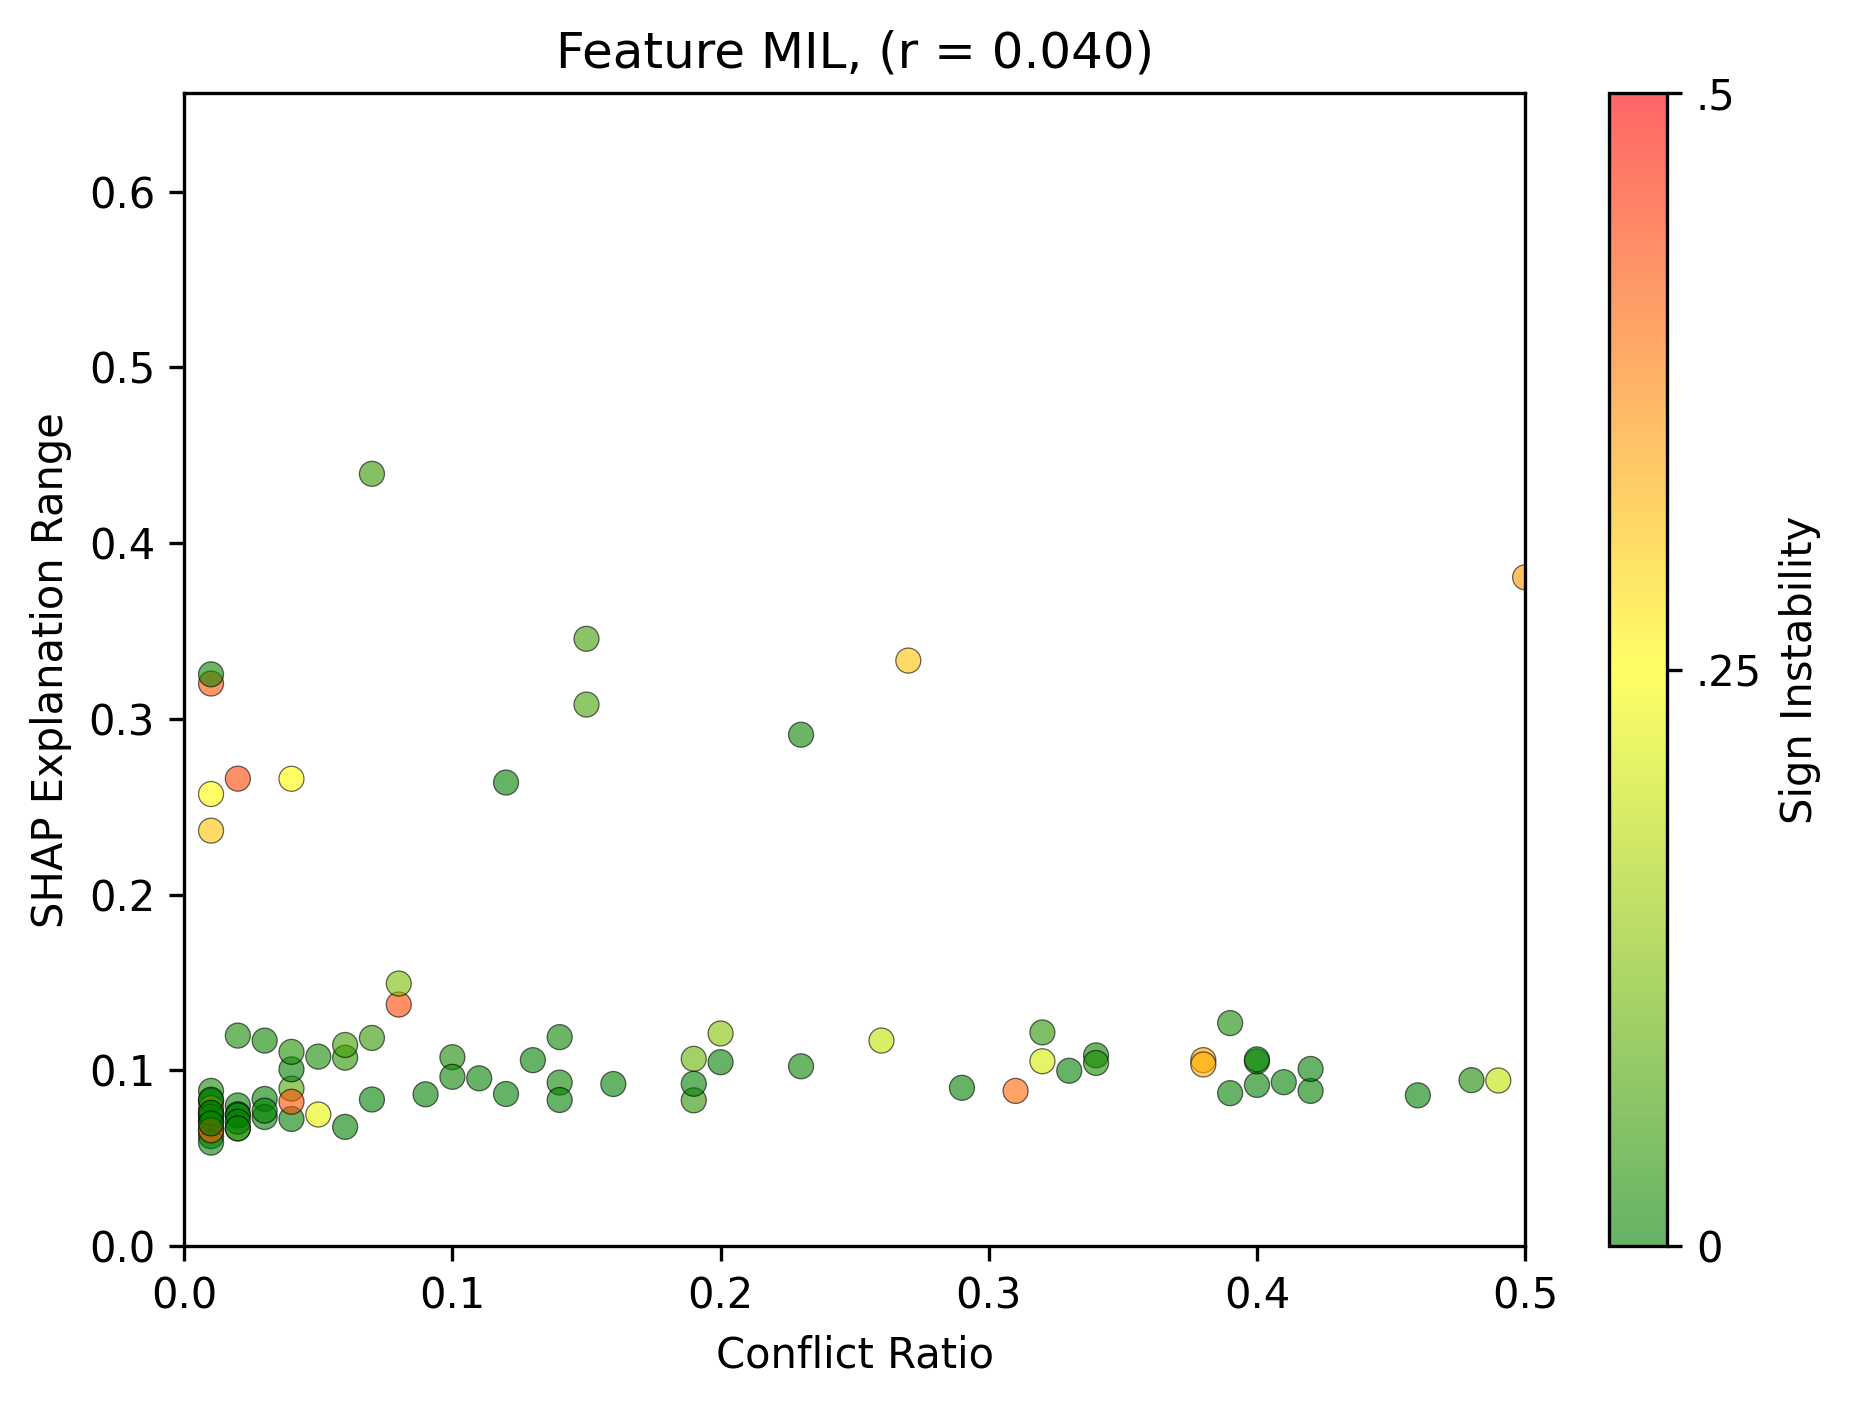 Feature MIL, (r = 0.040)
SHAP Explanation Range
0.6
0.5
0.4
0.3
0.2
0.1
0.0
0.0 0.1 0.2 0.3 0.4 0.5
Conflict Ratio
.5
.25
0
Sign Instability